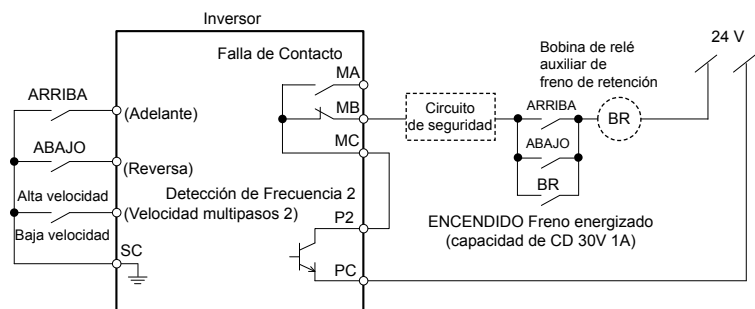 Inversor
24 V
Falla de Contacto
Bobina de relé
auxiliar de
freno de retención
MA
ARRIBA
(Adelante)
MB
Circuito
de seguridad
ARRIBA
BR
MC
ABAJO
ABAJO
(Reversa)
BR
Alta velocidad
Detección de Frecuencia 2
(Velocidad multipasos 2)
P2
ENCENDIDO Freno energizado
(capacidad de CD 30V 1A)
Baja velocidad
SC
PC